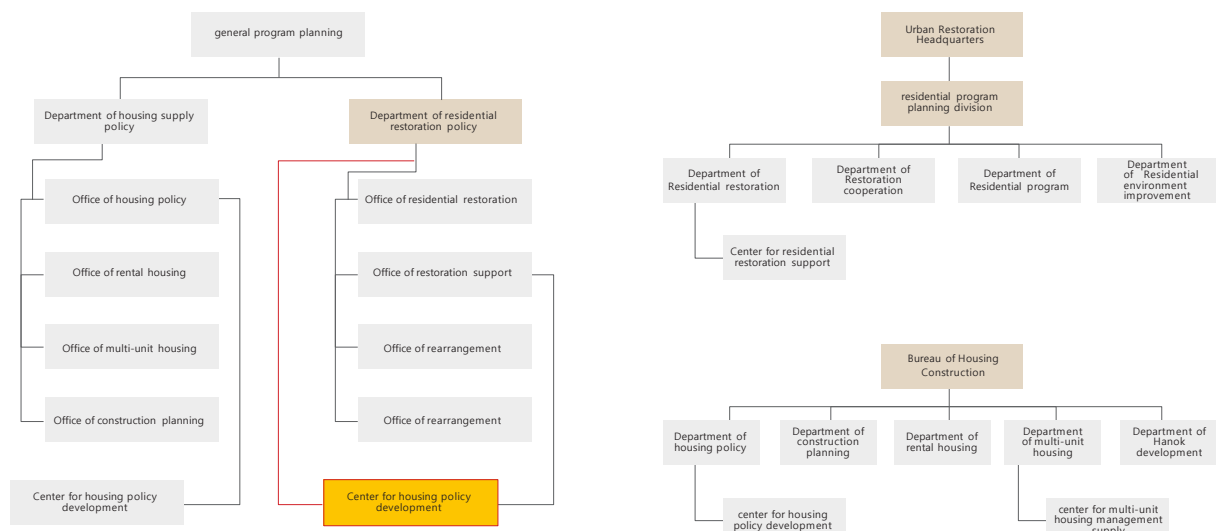 general program planning
Department of housing supply
policy
Department of residential
restoration policy
Office of housing policy
Office of rental housing
Office of multi-unit housing
Office of construction planning
Center for housing policy
development
Office of residential restoration
Office of restoration support
Office of rearrangement
Office of rearrangement
Center for housing policy
development
Urban Restoration
Headquarters
residential program
planning division
Department of
Residential restoration
Department of
Restoration
cooperation
Department of
Residential program
Department
of Residential
environment
improvement
Center for residential
restoration support
Bureau of Housing
Construction
Department of
housing policy
Department of
construction
planning
Department of
rental housing
Department
of multi-unit
housing
Department of
Hanok
development
center for housing
policy development
center for multi-unit
housing management
supply